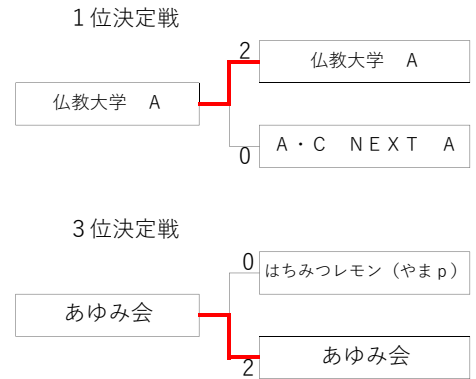 １位決定戦
2
仏教大学　A
仏教大学　A
0
A・C　NEXT　A
３位決定戦
0
はちみつレモン（やまｐ）
あゆみ会
2
あゆみ会